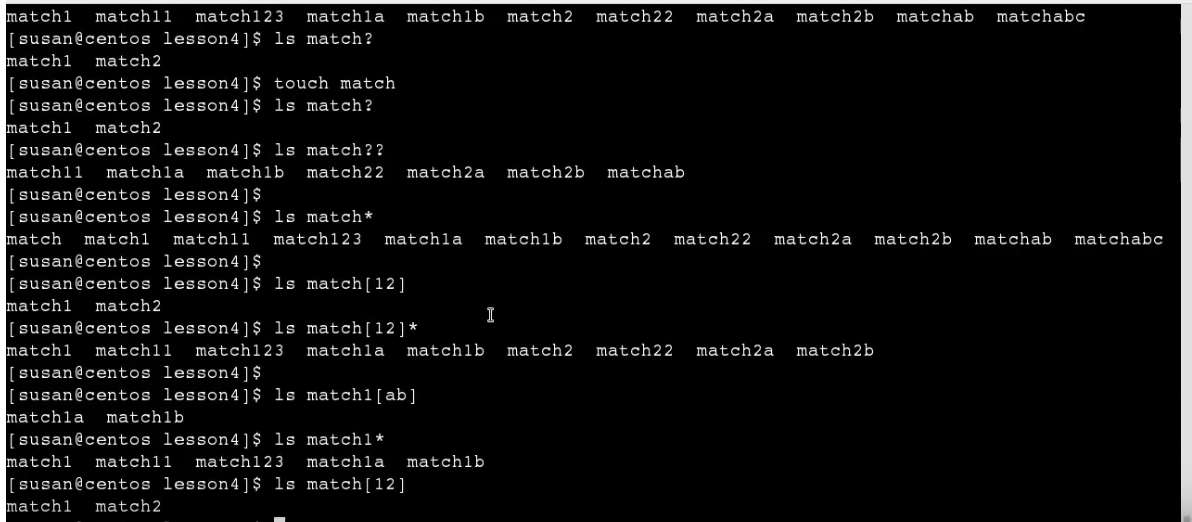 match1  match11  match123  match1a  match1b  match2  match22  match2a  match2b  matchab  matchabc
[susan@centos lesson4]$ ls match?
match1  match2
[susan@centos lesson4]$ touch match
[susan@centos lesson4]$ ls match?
match1  match2
[susan@centos lesson4]$ ls match??
match11  match1a  match1b  match22  match2a  match2b  matchab
[susan@centos lesson4]$
[susan@centos lesson4]$ ls match*
match  match1  match11  match123  match1a  match1b  match2  match22  match2a  match2b  matchab  matchabc
[susan@centos lesson4]$
[susan@centos lesson4]$ ls match[12]
match1  match2
[susan@centos lesson4]$ ls match[12]*
match1  match11  match123  match1a  match1b  match2  match22  match2a  match2b
[susan@centos lesson4]$
[susan@centos lesson4]$ ls match1[ab]
match1a  match1b
[susan@centos lesson4]$ ls match1*
match1  match11  match123  match1a  match1b
[susan@centos lesson4]$ ls match[12]
match1  match2